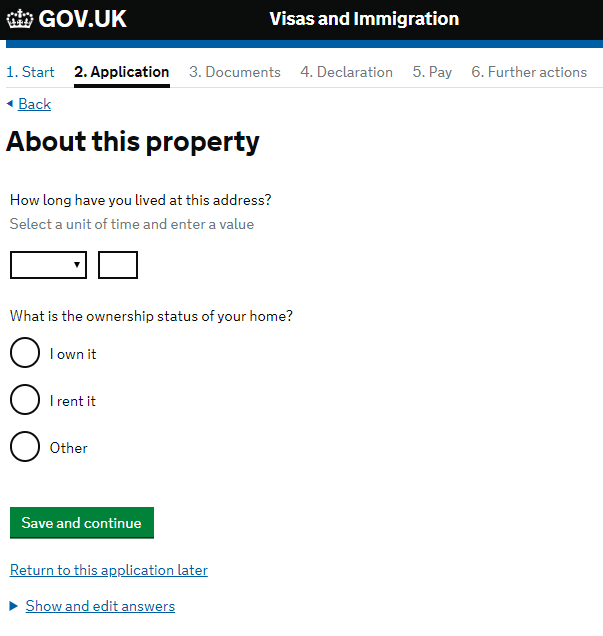 GOV.UK
Visas and Immigration
1. Start 2. Application 3. Documents 4. Declaration 5. Pay 6. Further actions
Back
About this property
How long have you lived at this address?
Select a unit of time and enter a value
What is the ownership status of your home?
I own it
I rent it
Other
Save and continue
Return to this application later
Show and edit answers